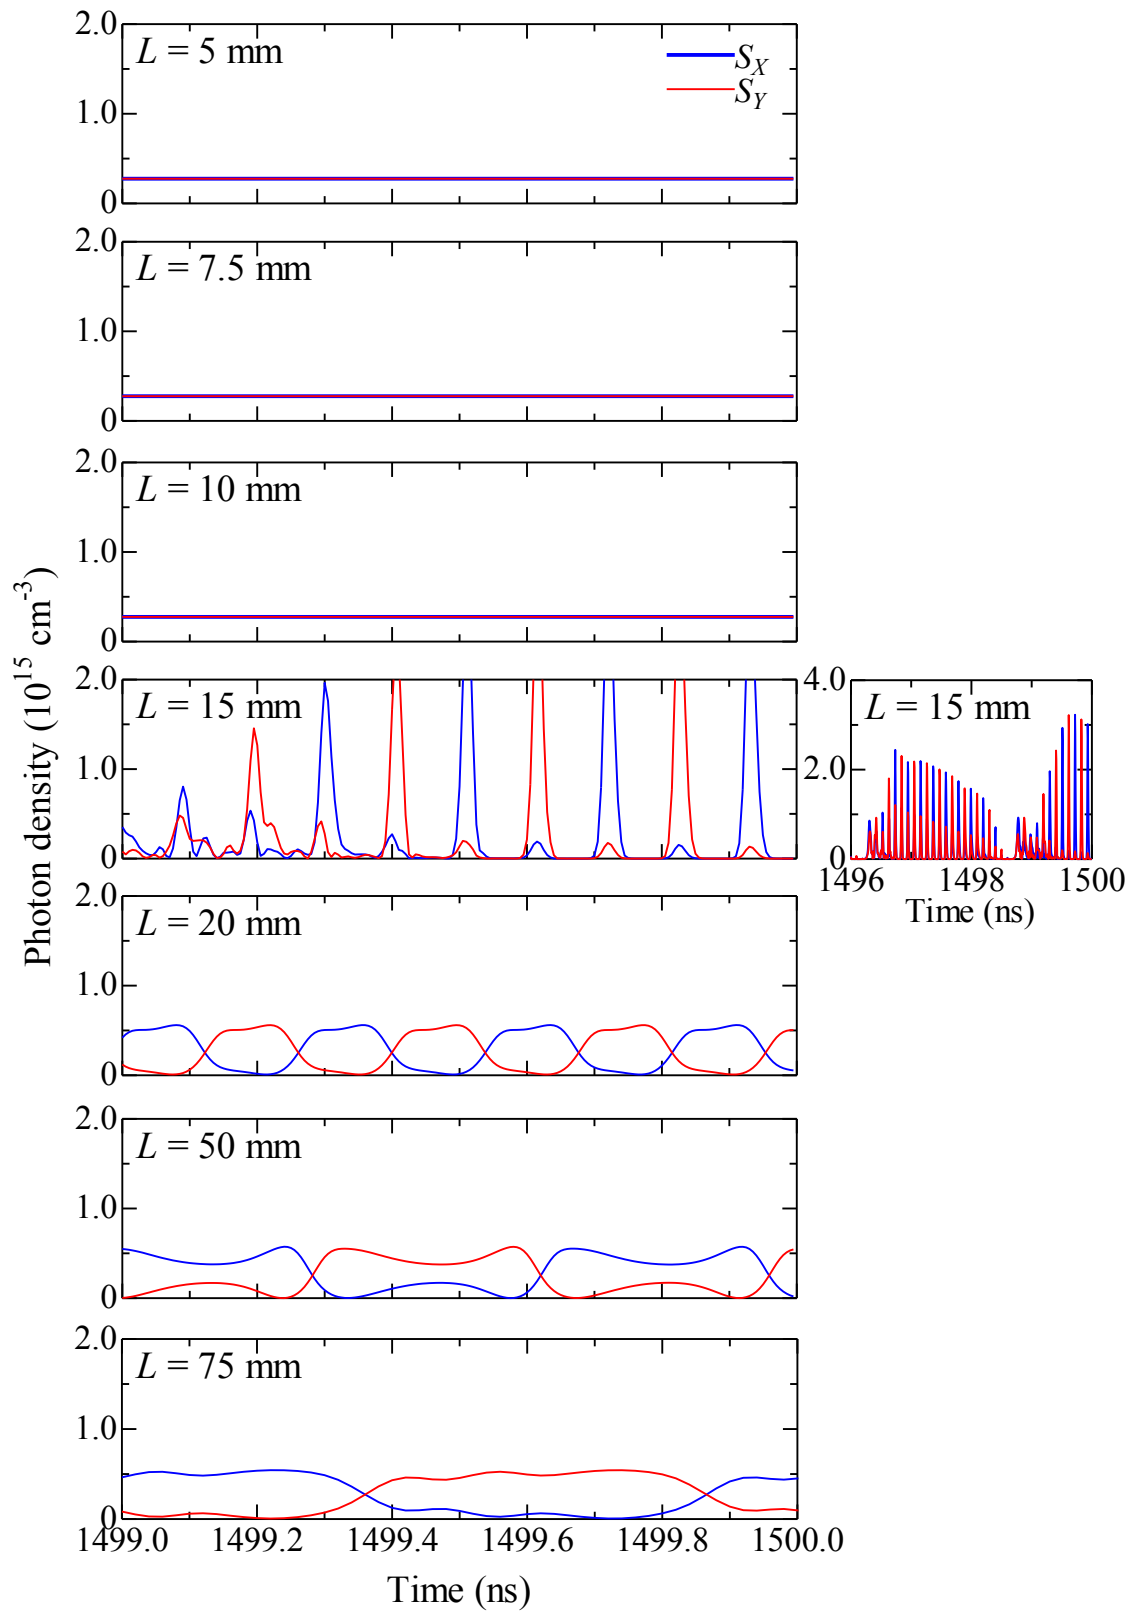 2.0
L = 5 mm
S_X
S_Y
1.0
0
2.0
L = 7.5 mm
1.0
0
2.0
L = 10 mm
1.0
0
Photon density (10^15 cm^-3)
2.0
L = 15 mm
1.0
0
4.0
L = 15 mm
2.0
0
1496 1498 1500
Time (ns)
2.0
L = 20 mm
1.0
0
2.0
L = 50 mm
1.0
0
2.0
L = 75 mm
1.0
0
1499.0 1499.2 1499.4 1499.6 1499.8 1500.0
Time (ns)